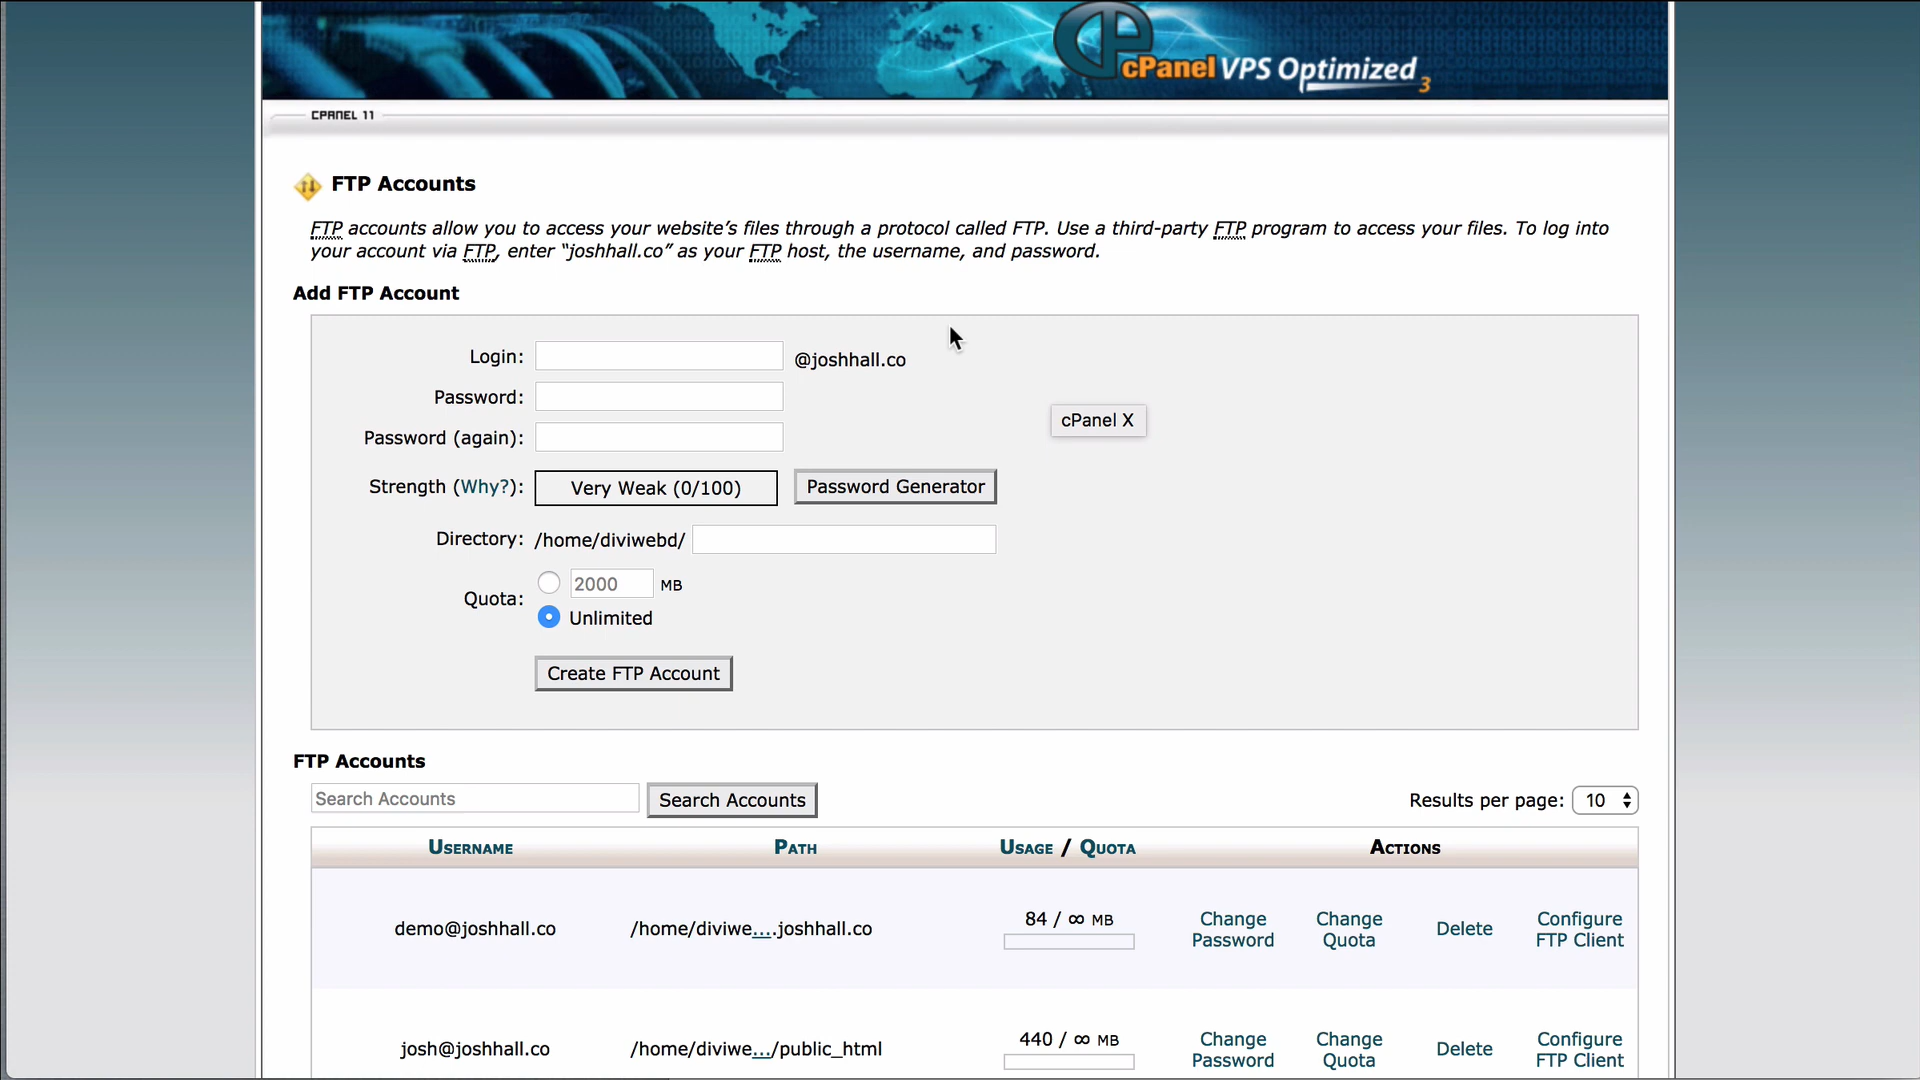 cPanel VPS Optimized 3
CPANEL 11
FTP Accounts
FTP accounts allow you to access your website's files through a protocol called FTP. Use a third-party FTP program to access your files. To log into
your account via FTP, enter “joshhall.co” as your FTP host, the username, and password.
Add FTP Account
Login: @joshhall.co
Password:
cPanel X
Password (again):
Strength (Why?): Very Weak (0/100) Password Generator
Directory: /home/diviwebd/
Quota: 2000 MB
Unlimited
Create FTP Account
FTP Accounts
Search Accounts Search Accounts Results per page: 10
USERNAME PATH USAGE / QUOTA ACTIONS
demo@joshhall.co /home/diviwe....joshhall.co 84 / ∞ MB Change Password Change Quota Delete Configure FTP Client
josh@joshhall.co /home/diviwe.../public_html 440 / ∞ MB Change Password Change Quota Delete Configure FTP Client